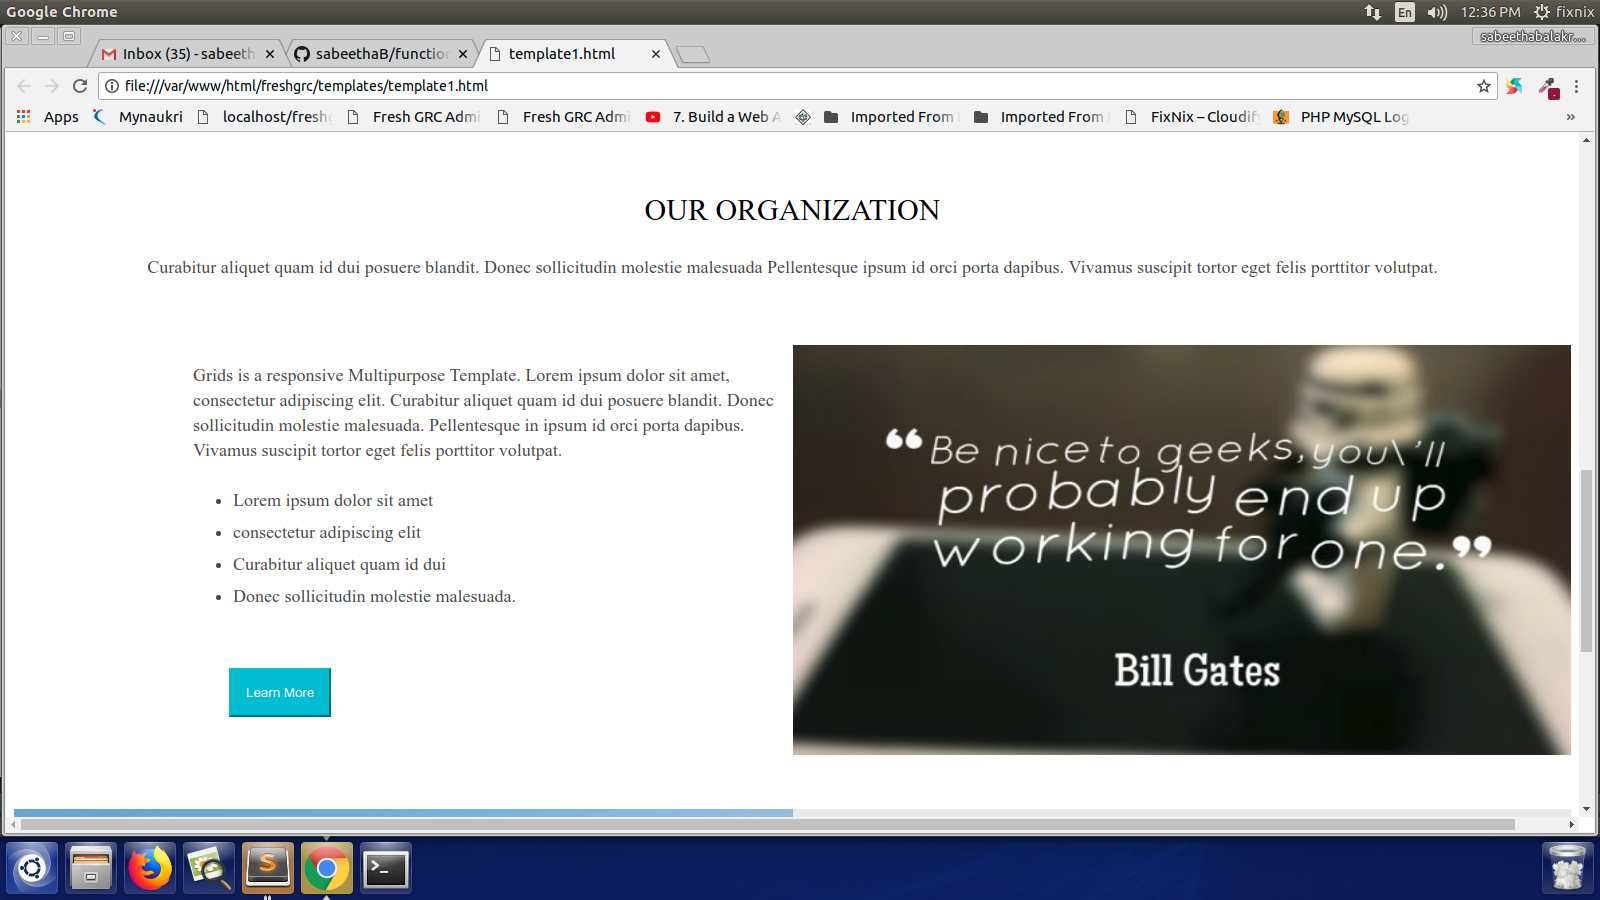 Google Chrome
En
12:36 PM
fixnix
sabeethabalakr...
Inbox (35) - sabeeth
sabeethaB/function
template1.html
file:///var/www/html/freshgrc/templates/template1.html
Apps
Mynaukri
localhost/freshg
Fresh GRC Admi
Fresh GRC Admi
7. Build a Web A
Imported From
Imported From
FixNix – Cloudify
PHP MySQL Log
»
OUR ORGANIZATION
Curabitur aliquet quam id dui posuere blandit. Donec sollicitudin molestie malesuada Pellentesque ipsum id orci porta dapibus. Vivamus suscipit tortor eget felis porttitor volutpat.
Grids is a responsive Multipurpose Template. Lorem ipsum dolor sit amet,
consectetur adipiscing elit. Curabitur aliquet quam id dui posuere blandit. Donec
sollicitudin molestie malesuada. Pellentesque in ipsum id orci porta dapibus.
Vivamus suscipit tortor eget felis porttitor volutpat.
• Lorem ipsum dolor sit amet
• consectetur adipiscing elit
• Curabitur aliquet quam id dui
• Donec sollicitudin molestie malesuada.
Learn More
“Be nice to geeks, you\'ll
probably end up
working for one.”
Bill Gates